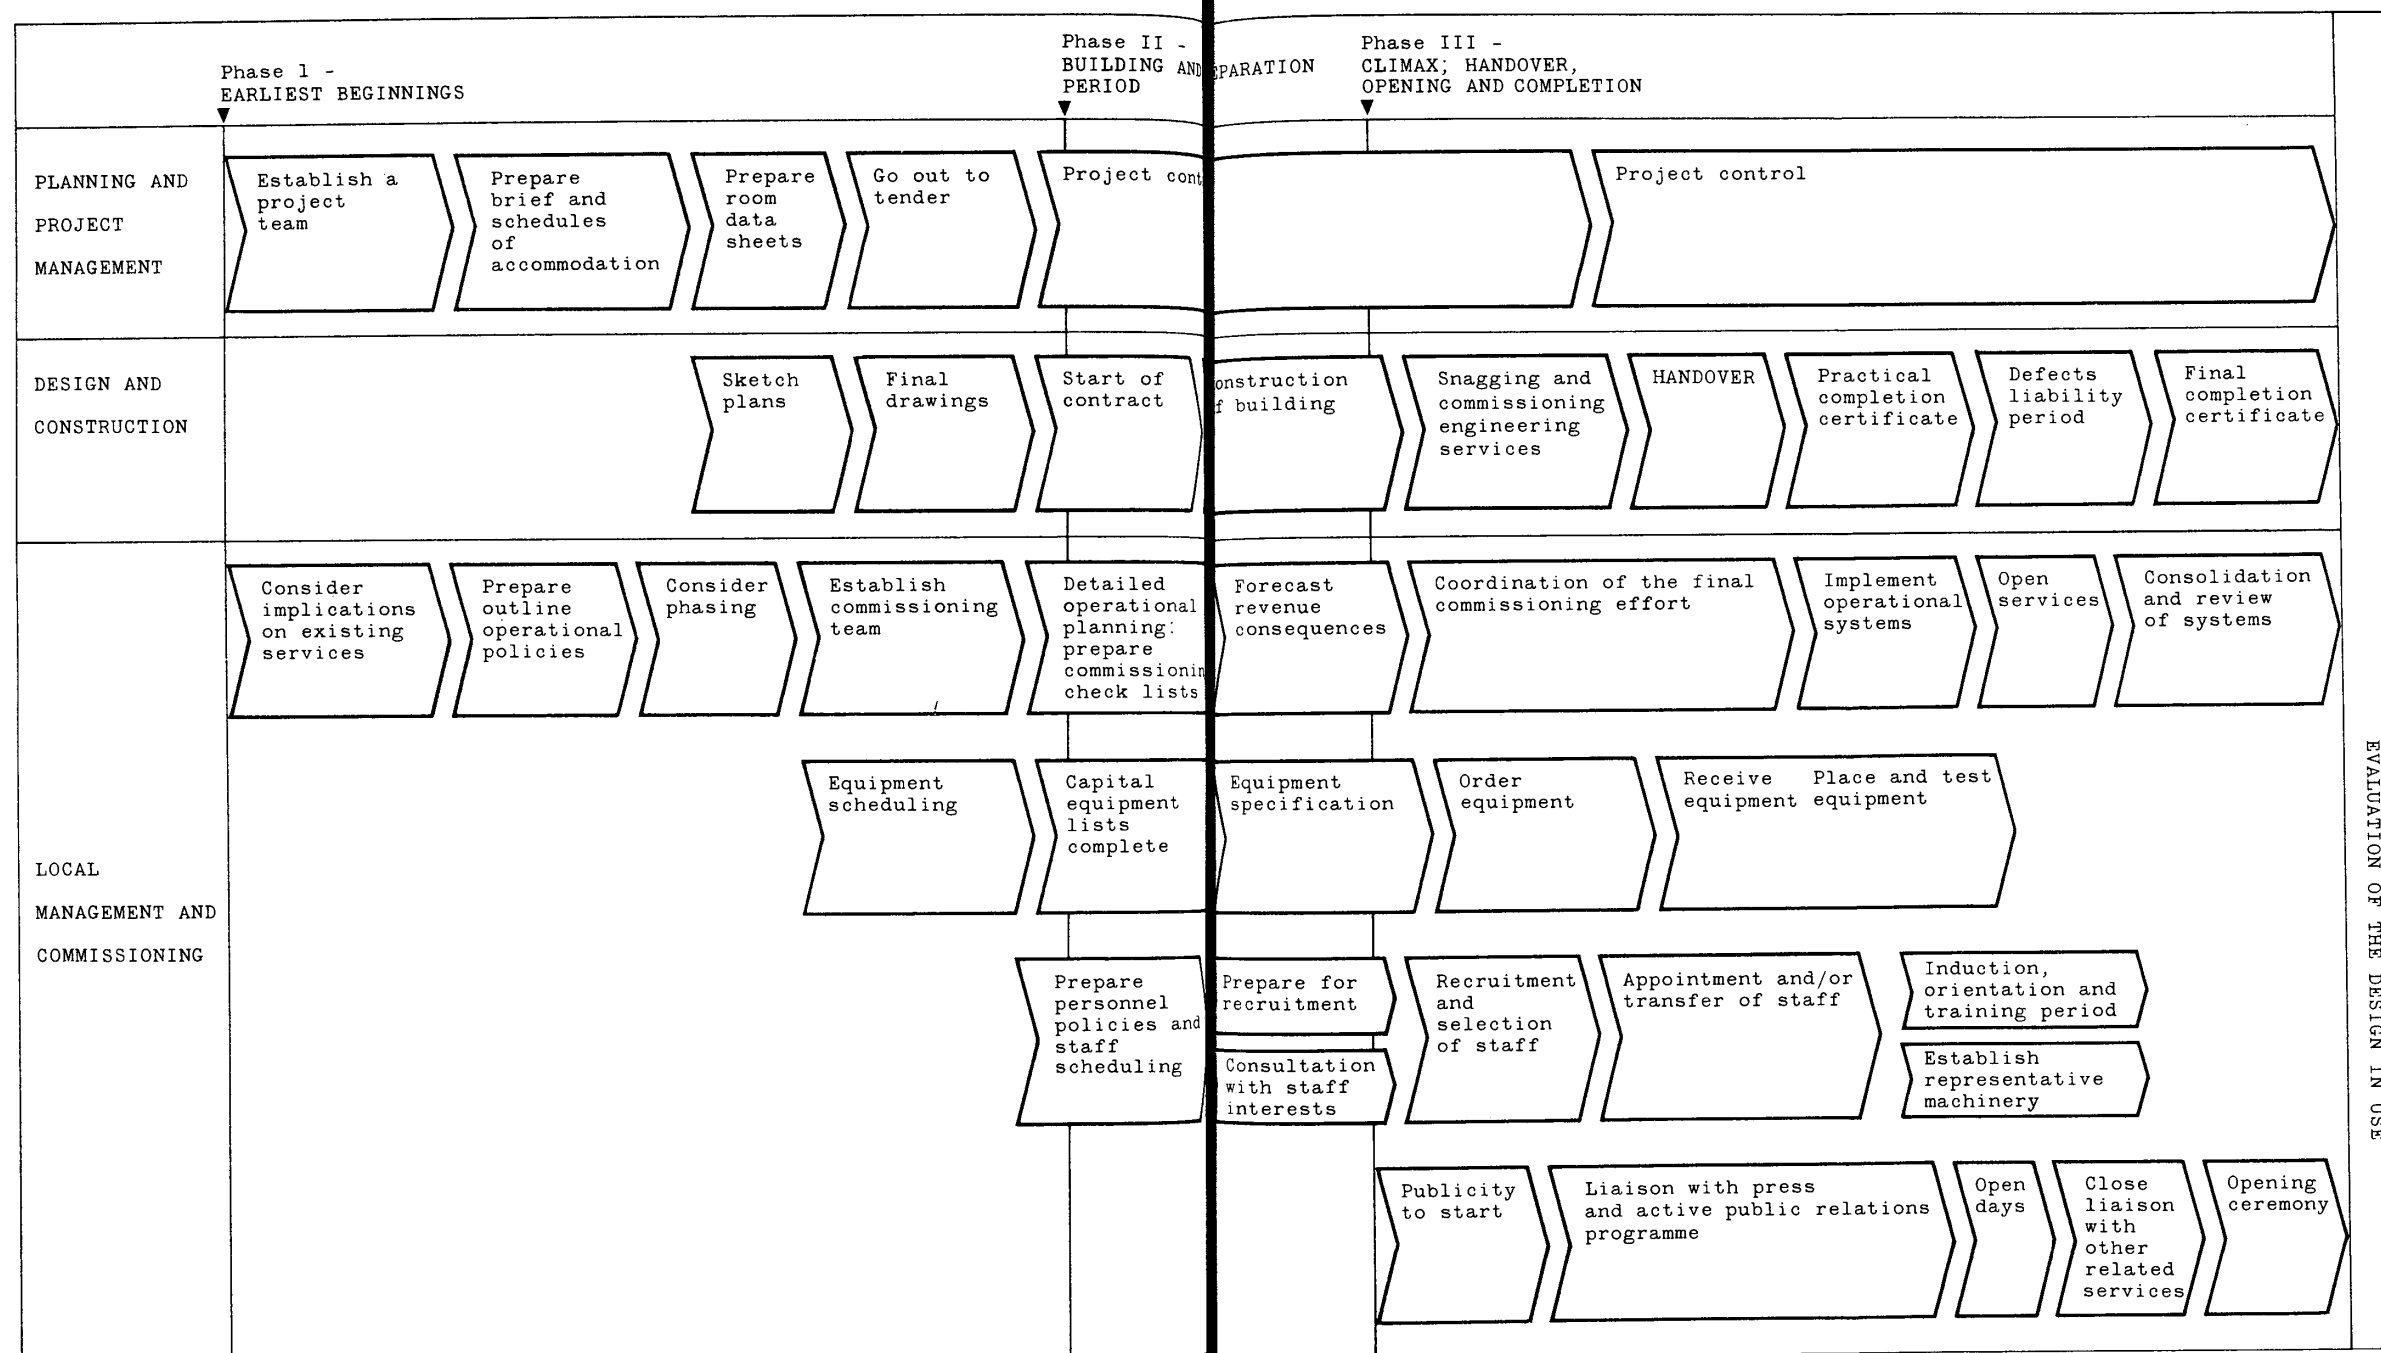 Phase 1 -
EARLIEST BEGINNINGS
Phase II -
BUILDING AND EPARATION
PERIOD
Phase III -
CLIMAX; HANDOVER,
OPENING AND COMPLETION
PLANNING AND
PROJECT
MANAGEMENT
Establish a
project
team
Prepare
brief and
schedules
of
accommodation
Prepare
room
data
sheets
Go out to
tender
Project cont
Project control
DESIGN AND
CONSTRUCTION
Sketch
plans
Final
drawings
Start of
contract
onstruction
f building
Snagging and
commissioning
engineering
services
HANDOVER
Practical
completion
certificate
Defects
liability
period
Final
completion
certificate
LOCAL
MANAGEMENT AND
COMMISSIONING
Consider
implications
on existing
services
Prepare
outline
operational
policies
Consider
phasing
Establish
commissioning
team
Detailed
operational
planning:
prepare
commissionin
check lists
Forecast
revenue
consequences
Coordination of the final
commissioning effort
Implement
operational
systems
Open
services
Consolidation
and review
of systems
Equipment
scheduling
Capital
equipment
lists
complete
Equipment
specification
Order
equipment
Receive
equipment
Place and test
equipment
Prepare
personnel
policies and
staff
scheduling
Prepare for
recruitment
Consultation
with staff
interests
Recruitment
and
selection
of staff
Appointment and/or
transfer of staff
Induction,
orientation and
training period
Establish
representative
machinery
Publicity
to start
Liaison with press
and active public relations
programme
Open
days
Close
liaison
with
other
related
services
Opening
ceremony
EVALUATION OF THE DESIGN IN USE